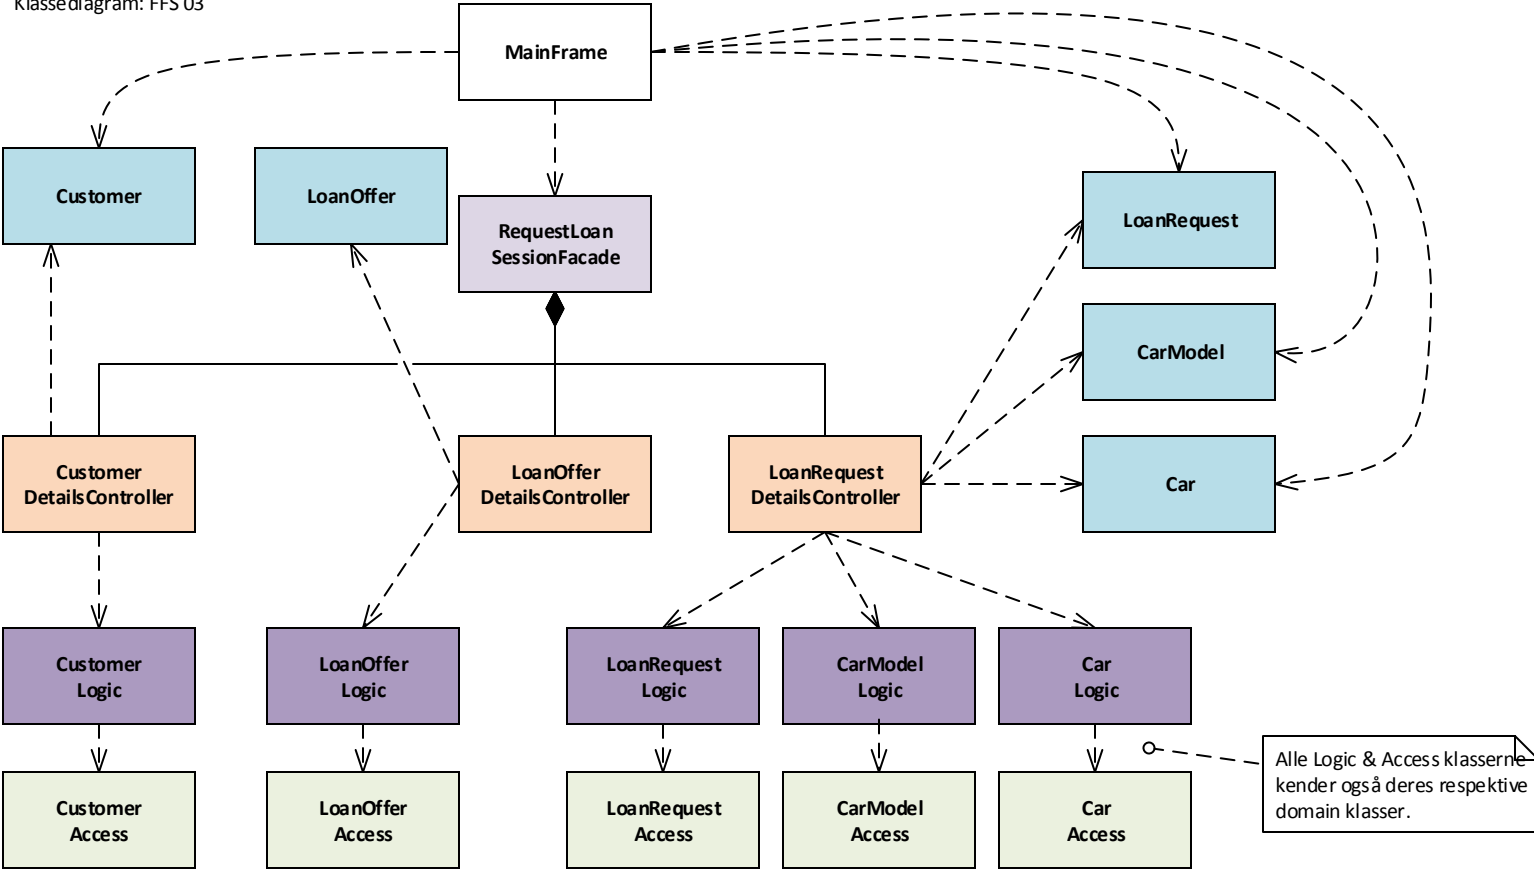 Klassediagram: FFS 03
MainFrame
Customer
LoanOffer
RequestLoan
SessionFacade
LoanRequest
CarModel
Car
Customer
DetailsController
LoanOffer
DetailsController
LoanRequest
DetailsController
Customer
Logic
LoanOffer
Logic
LoanRequest
Logic
CarModel
Logic
Car
Logic
Customer
Access
LoanOffer
Access
LoanRequest
Access
CarModel
Access
Car
Access
Alle Logic & Access klasserne
kender også deres respektive
domain klasser.